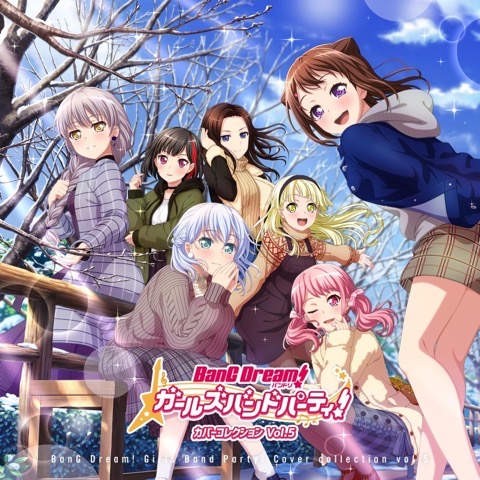 BanG Dream!
バンドリ!
ガールズバンドパーティ!
カバーコレクション Vol.5
BanG Dream! Girls Band Party! Cover collection vol.5